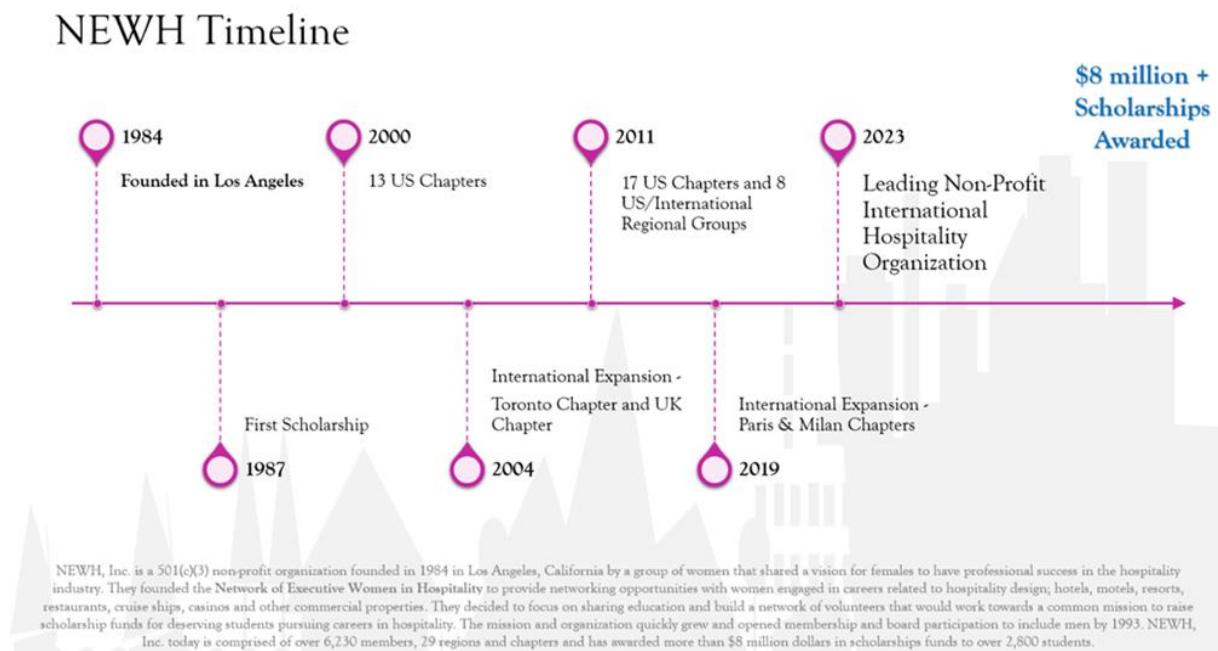 NEWH Timeline
$8 million +
Scholarships
Awarded
1984
Founded in Los Angeles
2000
13 US Chapters
2011
17 US Chapters and 8
US/International
Regional Groups
2023
Leading Non-Profit
International
Hospitality
Organization
First Scholarship
1987
International Expansion -
Toronto Chapter and UK
Chapter
2004
International Expansion -
Paris & Milan Chapters
2019
NEWH, Inc. is a 501(c)(3) non-profit organization founded in 1984 in Los Angeles, California by a group of women that shared a vision for females to have professional success in the hospitality
industry. They founded the Network of Executive Women in Hospitality to provide networking opportunities with women engaged in careers related to hospitality design; hotels, motels, resorts,
restaurants, cruise ships, casinos and other commercial properties. They decided to focus on sharing education and build a network of volunteers that would work towards a common mission to raise
scholarship funds for deserving students pursuing careers in hospitality. The mission and organization quickly grew and opened membership and board participation to include men by 1993. NEWH,
Inc. today is comprised of over 6,230 members, 29 regions and chapters and has awarded more than $8 million dollars in scholarships funds to over 2,800 students.